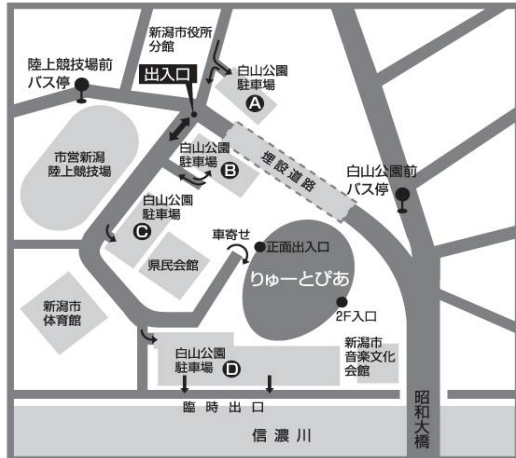 新潟市役所
分館
陸上競技場前
バス停
出入口
白山公園
駐車場
A
市営新潟
陸上競技場
白山公園
駐車場
B
埋設道路
白山公園前
バス停
白山公園
駐車場
C
車寄せ
正面出入口
県民会館
りゅーとぴあ
新潟市
体育館
2F入口
白山公園
駐車場
D
新潟市
音楽文化
会館
臨時出口
昭和大橋
信濃川